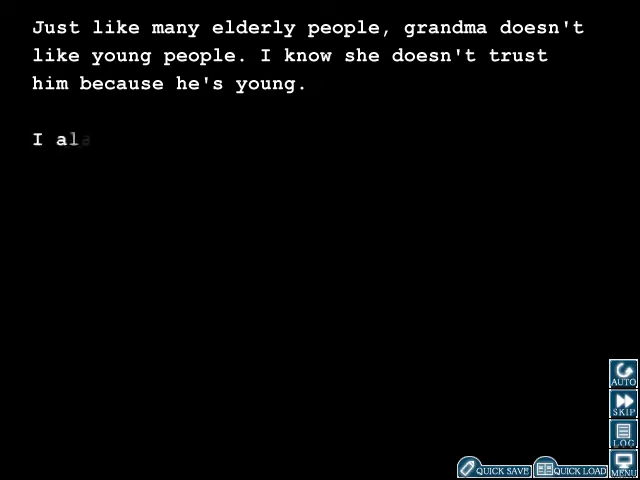 Just like many elderly people, grandma doesn't
like young people. I know she doesn't trust
him because he's young.
I ala
AUTO
SKIP
LOG
QUICK SAVE
QUICK LOAD
MENU